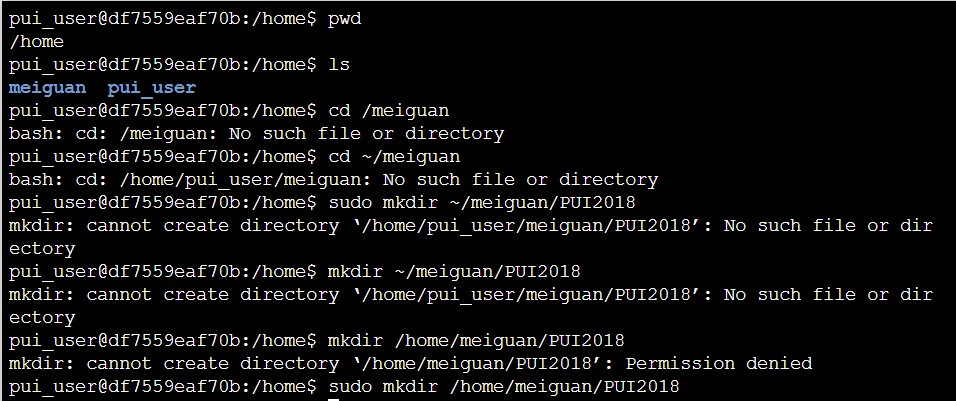 pui_user@df7559eaf70b:/home$ pwd
/home
pui_user@df7559eaf70b:/home$ ls
meiguan  pui_user
pui_user@df7559eaf70b:/home$ cd /meiguan
bash: cd: /meiguan: No such file or directory
pui_user@df7559eaf70b:/home$ cd ~/meiguan
bash: cd: /home/pui_user/meiguan: No such file or directory
pui_user@df7559eaf70b:/home$ sudo mkdir ~/meiguan/PUI2018
mkdir: cannot create directory ‘/home/pui_user/meiguan/PUI2018’: No such file or dir
ectory
pui_user@df7559eaf70b:/home$ mkdir ~/meiguan/PUI2018
mkdir: cannot create directory ‘/home/pui_user/meiguan/PUI2018’: No such file or dir
ectory
pui_user@df7559eaf70b:/home$ mkdir /home/meiguan/PUI2018
mkdir: cannot create directory ‘/home/meiguan/PUI2018’: Permission denied
pui_user@df7559eaf70b:/home$ sudo mkdir /home/meiguan/PUI2018